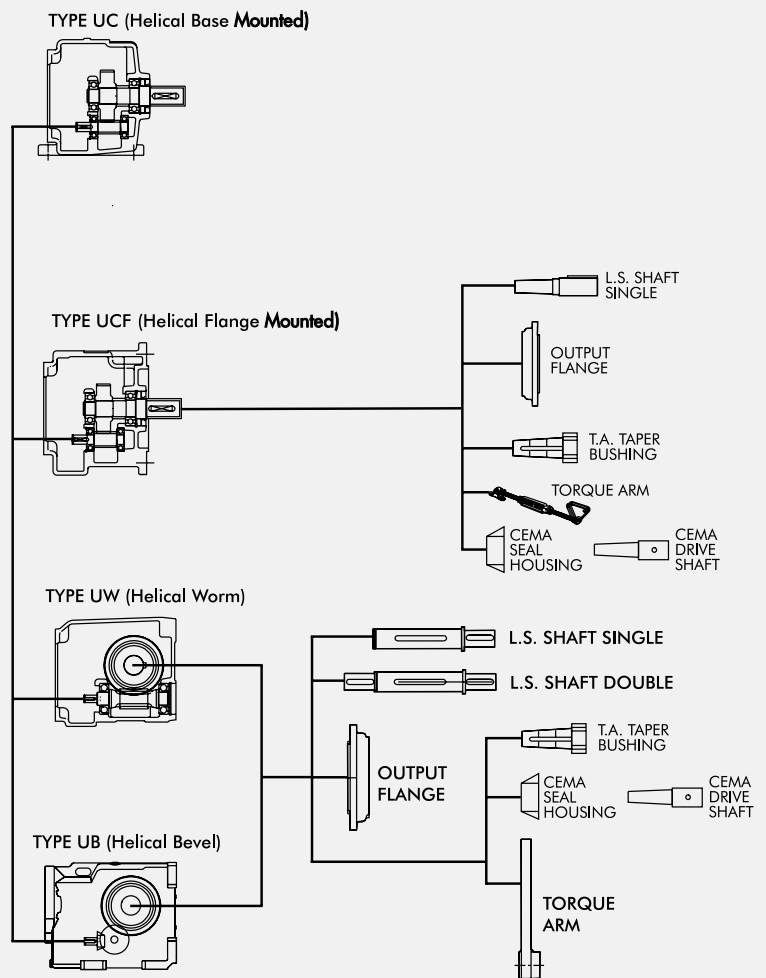 TYPE UC (Helical Base Mounted)
TYPE UCF (Helical Flange Mounted)
L.S. SHAFT
SINGLE
OUTPUT
FLANGE
T.A. TAPER
BUSHING
TORQUE ARM
CEMA
SEAL
HOUSING
CEMA
DRIVE
SHAFT
TYPE UW (Helical Worm)
L.S. SHAFT SINGLE
L.S. SHAFT DOUBLE
OUTPUT
FLANGE
T.A. TAPER
BUSHING
CEMA
SEAL
HOUSING
CEMA
DRIVE
SHAFT
TYPE UB (Helical Bevel)
TORQUE
ARM